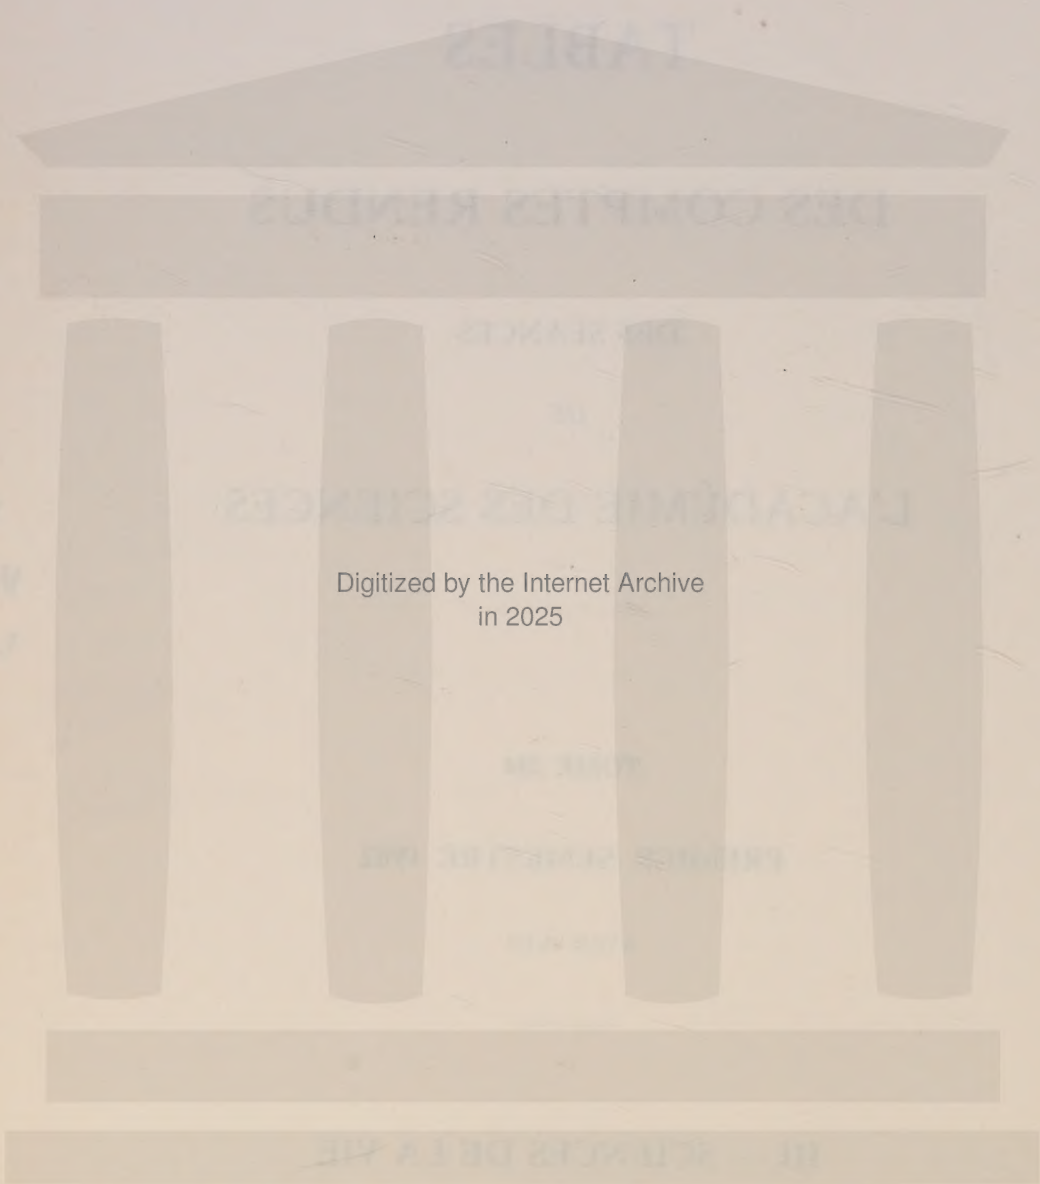 TABLES
DES COMPTES RENDUS
DES SÉANCES
DE
L'ACADÉMIE DES SCIENCES
Digitized by the Internet Archive
in 2025
TOME
PREMIER SEMESTRE 1982
III SCIENCES DE LA VIE